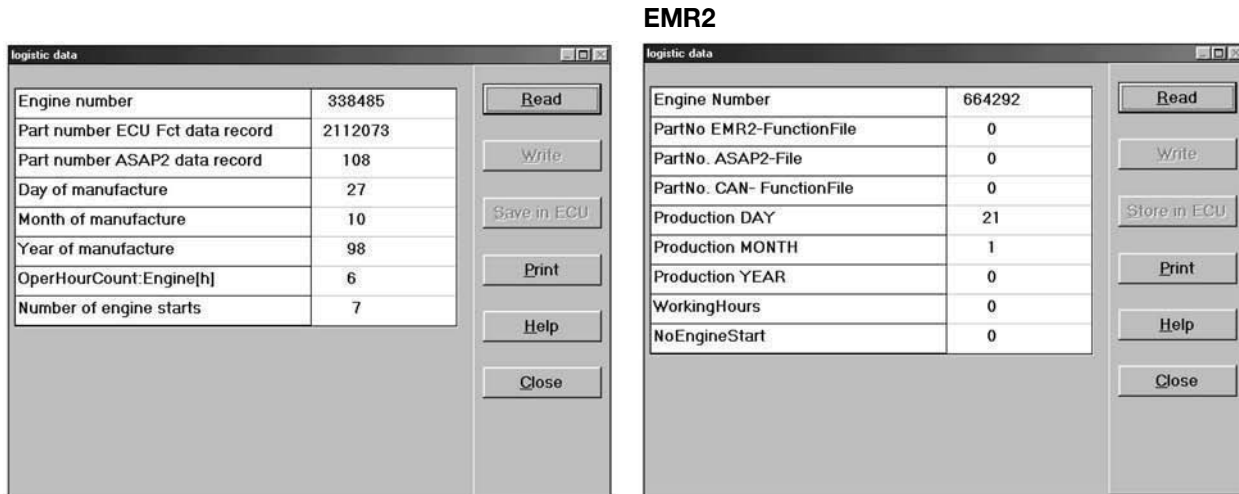 EMR2
logistic data
Engine number 338485
Part number ECU Fct data record 2112073
Part number ASAP2 data record 108
Day of manufacture 27
Month of manufacture 10
Year of manufacture 98
OperHourCount:Engine[h] 6
Number of engine starts 7
Read
Write
Save in ECU
Print
Help
Close
logistic data
Engine Number 664292
PartNo EMR2-FunctionFile 0
PartNo. ASAP2-File 0
PartNo. CAN- FunctionFile 0
Production DAY 21
Production MONTH 1
Production YEAR 0
WorkingHours 0
NoEngineStart 0
Read
Write
Store in ECU
Print
Help
Close